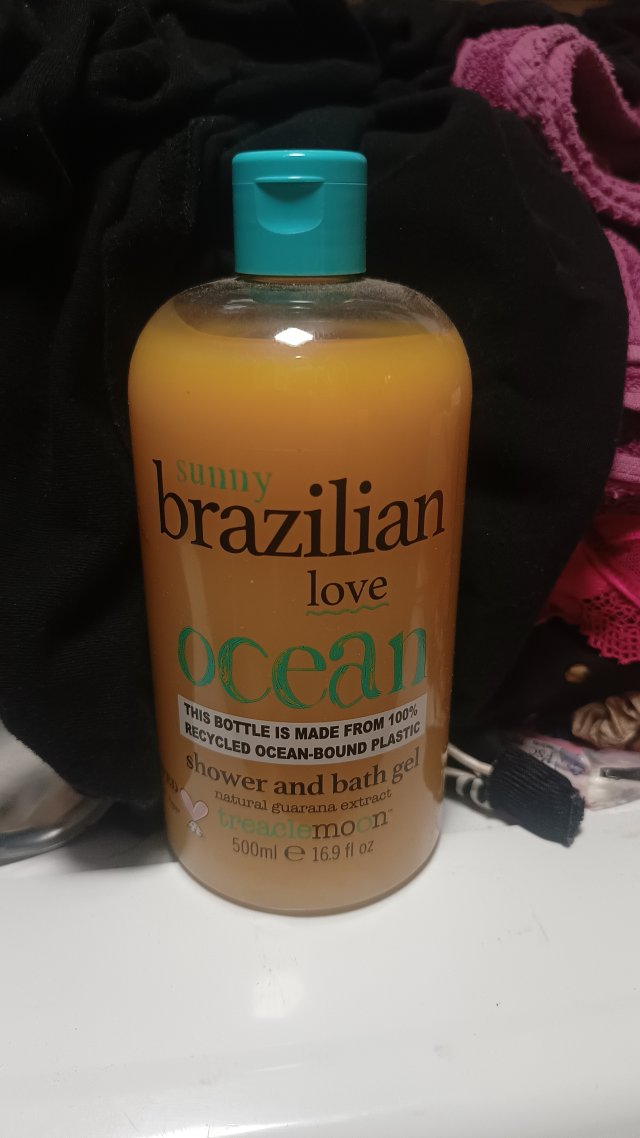 sunny
brazilian
love
ocean
THIS BOTTLE IS MADE FROM 100%
RECYCLED OCEAN-BOUND PLASTIC
shower and bath gel
natural guarana extract
treaclemoon™
500ml ℮ 16.9 fl oz